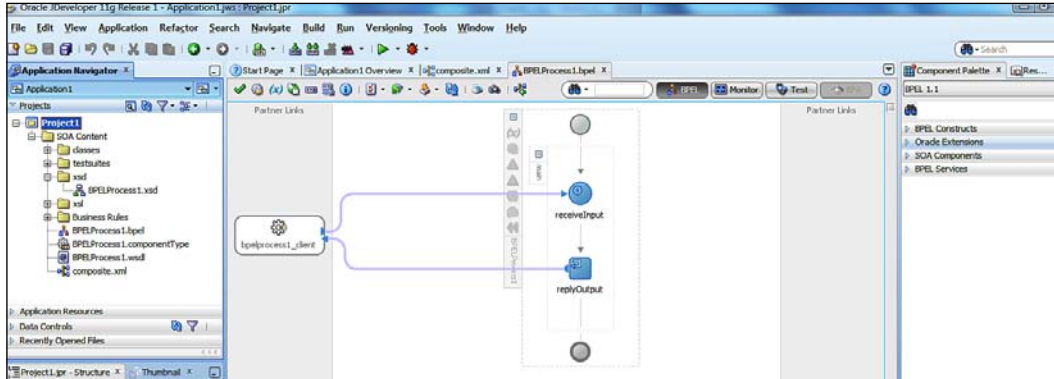 Oracle JDeveloper 11g Release 1 - Application1.jws : Project1.jpr
File Edit View Application Refactor Search Navigate Build Run Versioning Tools Window Help
Search
Application Navigator
Application1
Projects
Project1
SOA Content
classes
testsuites
xsd
BPELProcess1.xsd
xsl
Business Rules
BPELProcess1.bpel
BPELProcess1.componentType
BPELProcess1.wsdl
composite.xml
Application Resources
Data Controls
Recently Opened Files
Project1.jpr - Structure Thumbnail
Start Page Application1 Overview composite.xml BPELProcess1.bpel
BPEL Monitor Test
Partner Links
Partner Links
main
receiveInput
bpelprocess1_client
BPELProcess1
replyOutput
Component Palette Res...
BPEL 1.1
BPEL Constructs
Oracle Extensions
SOA Components
BPEL Services